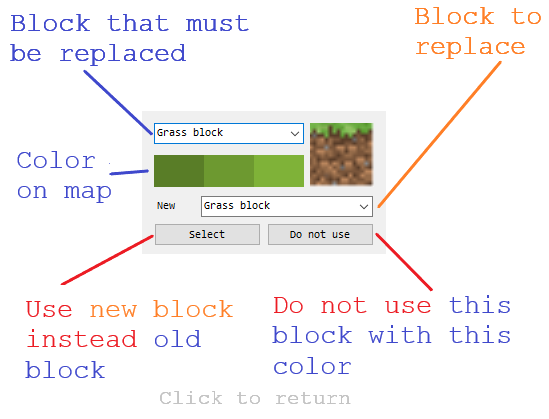 Block that must
be replaced
Block to
replace
Grass block
Color
on map
New
Grass block
Select
Do not use
Use new block
instead old
block
Do not use this
block with this
color
Click to return